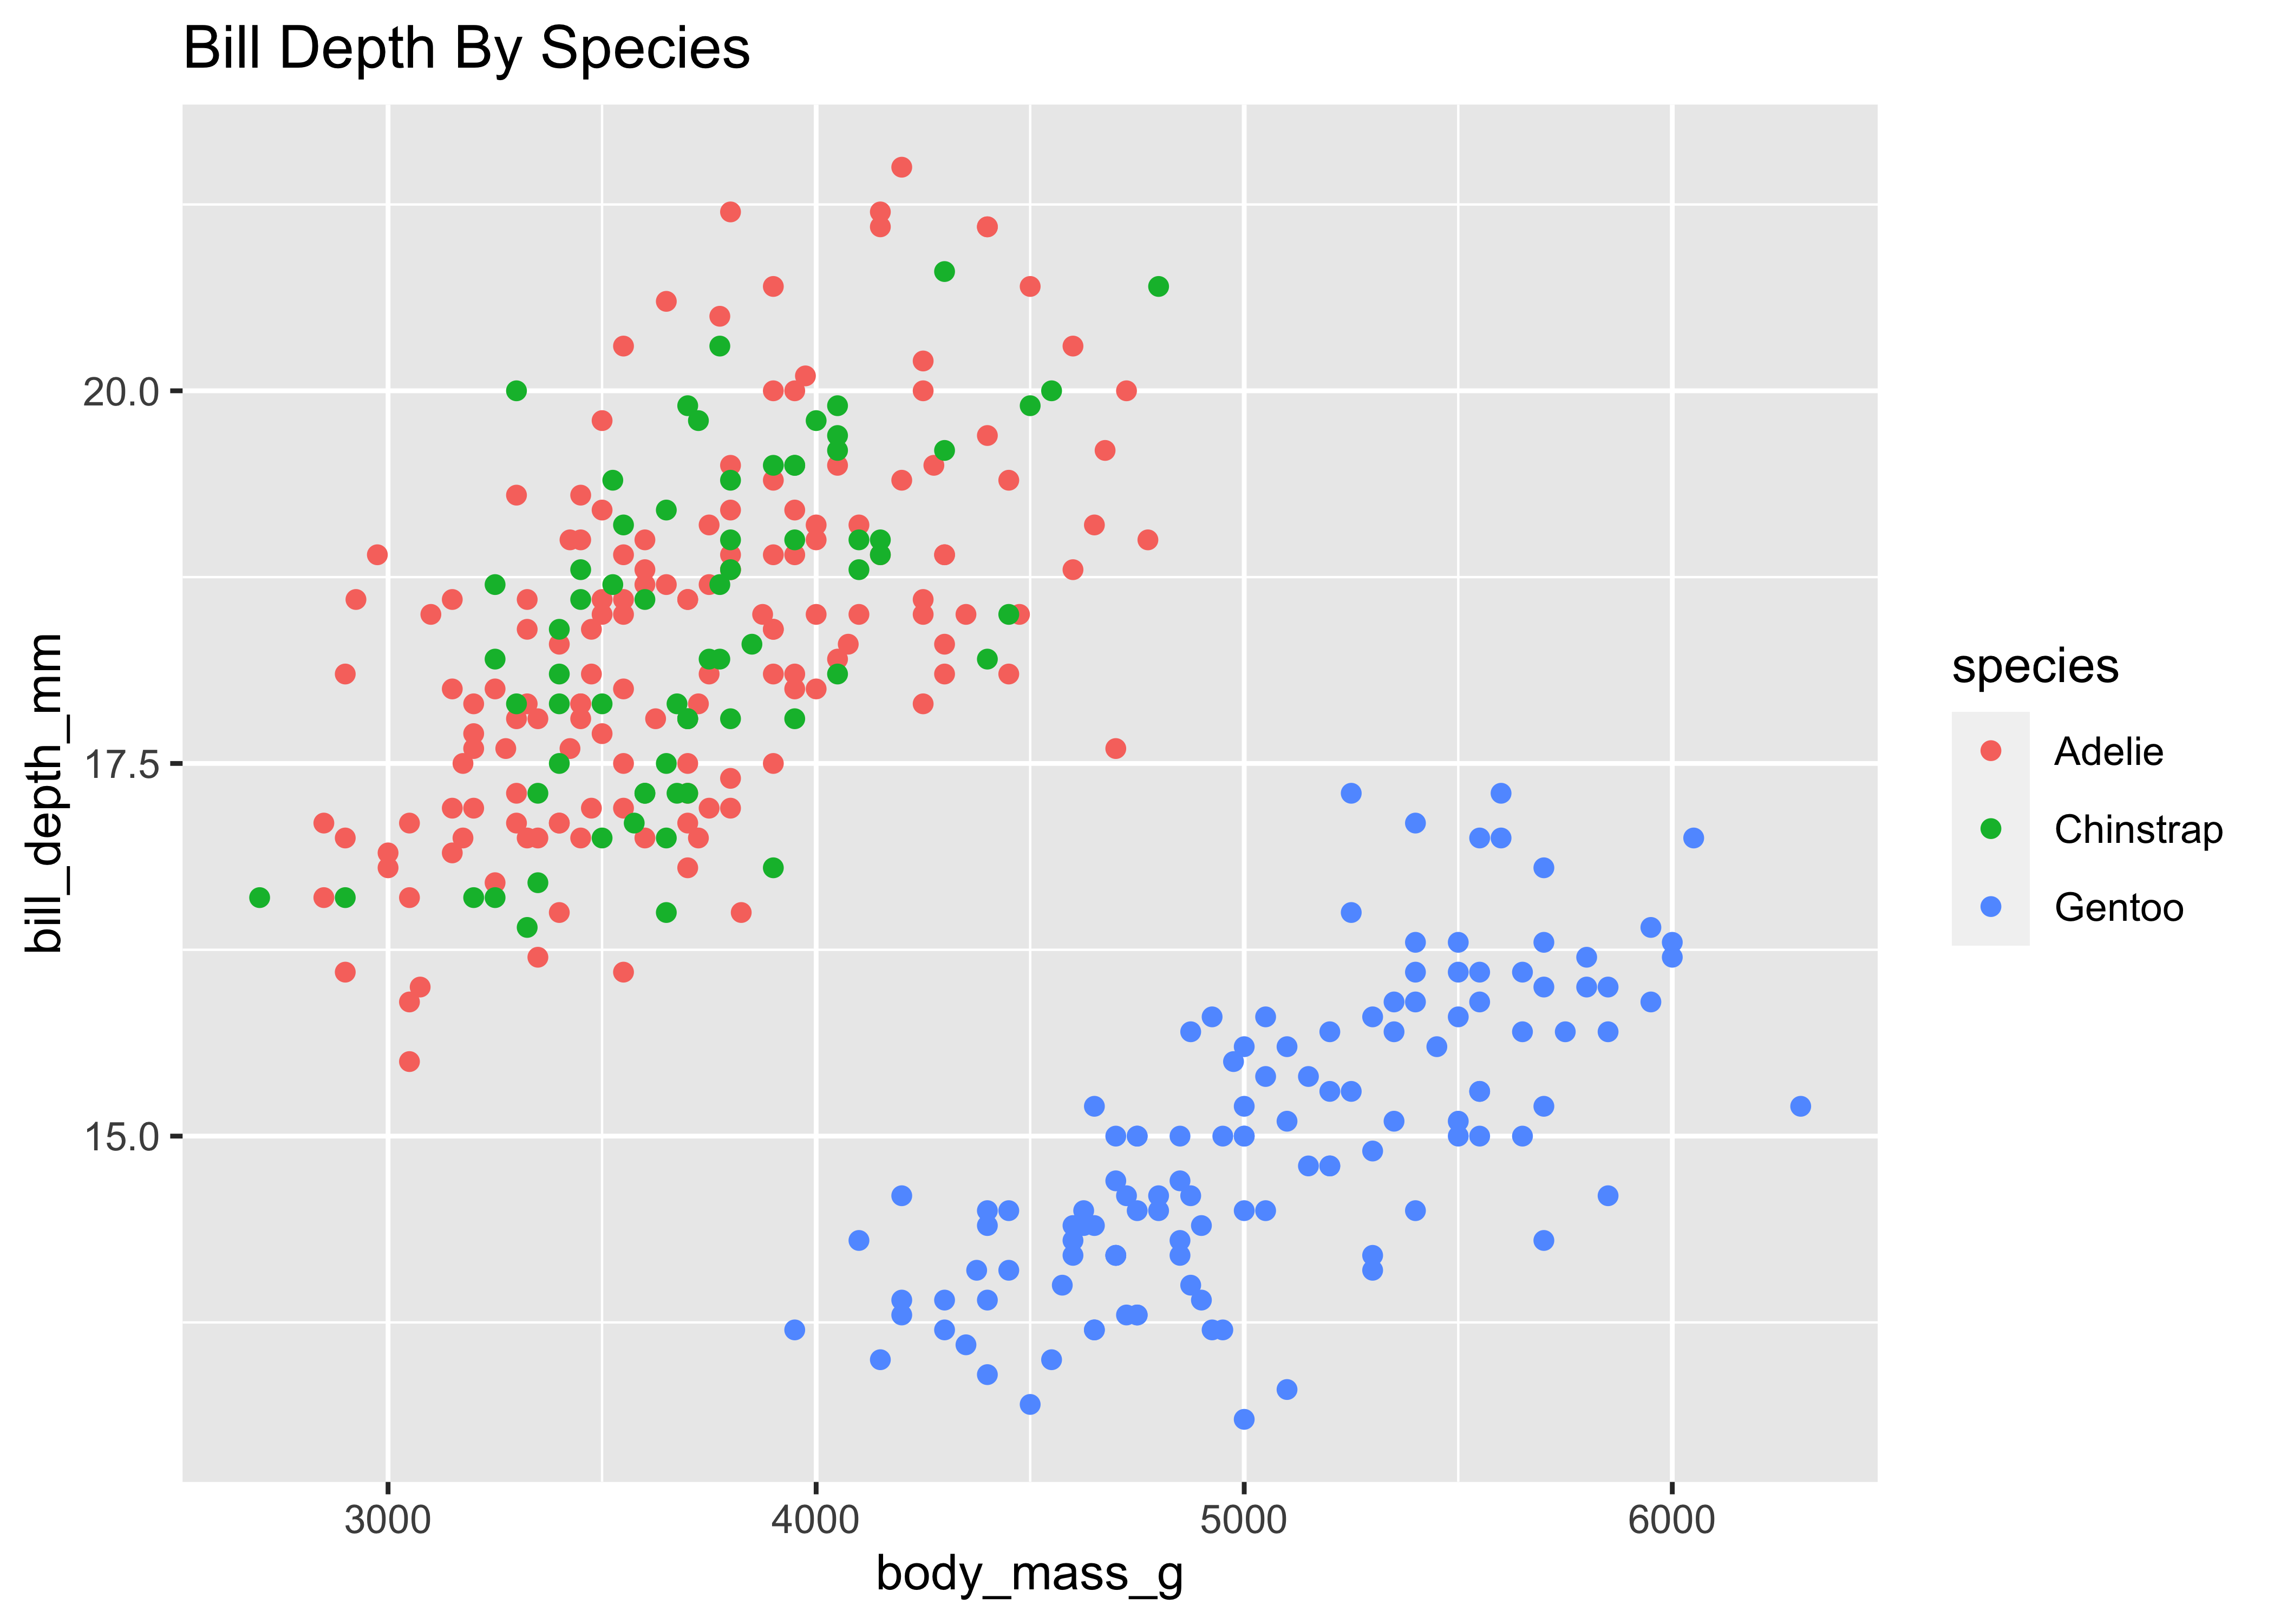 Bill Depth By Species
bill_depth_mm
20.0
17.5
15.0
3000
4000
5000
6000
body_mass_g
species
Adelie
Chinstrap
Gentoo